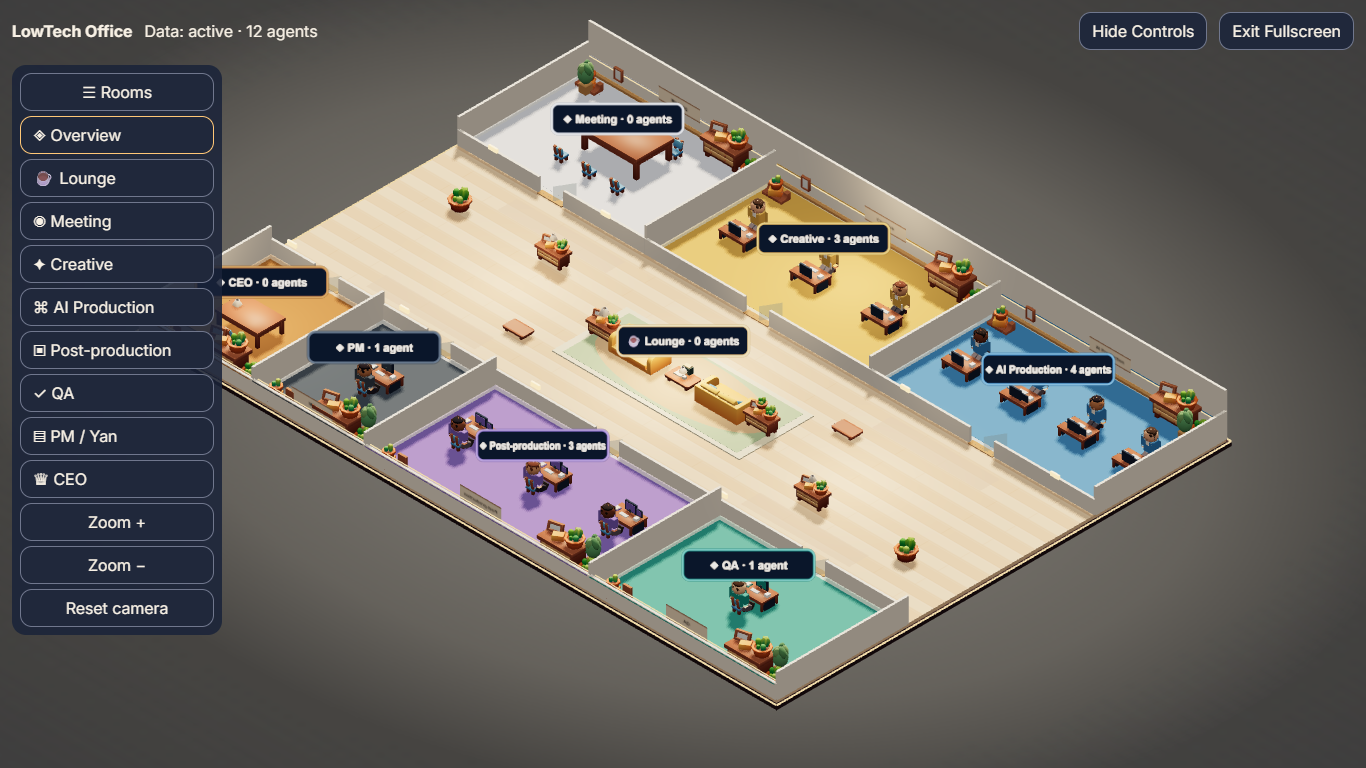 LowTech Office Data: active · 12 agents
Hide Controls
Exit Fullscreen
☰ Rooms
◈ Overview
Lounge
◉ Meeting
✦ Creative
⌘ AI Production
▣ Post-production
✓ QA
▤ PM / Yan
♛ CEO
Zoom +
Zoom −
Reset camera
◆ Meeting · 0 agents
◆ Creative · 3 agents
CEO · 0 agents
Lounge · 0 agents
◆ PM · 1 agent
◆ AI Production · 4 agents
◆ Post-production · 3 agents
◆ QA · 1 agent